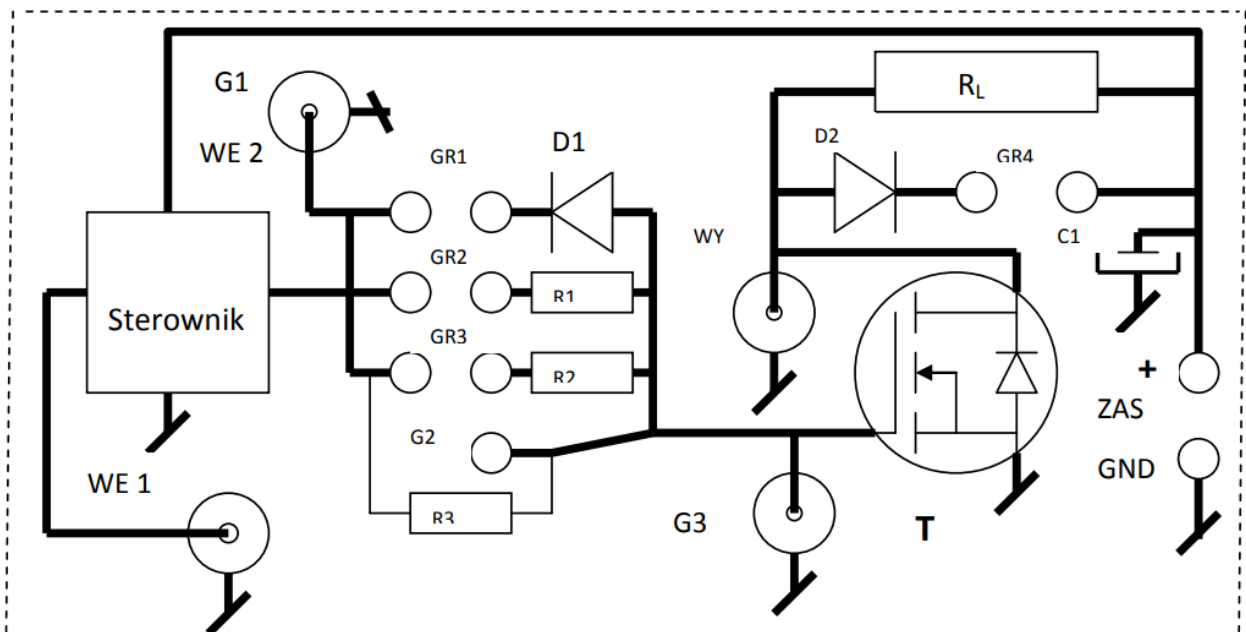 G1
R_L
D1
D2
GR4
WE 2
GR1
WY
C1
GR2
R1
Sterownik
GR3
+
R2
ZAS
G2
WE 1
GND
R3
G3
T